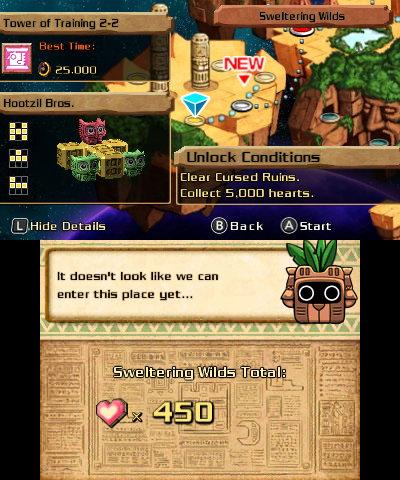 Tower of Training 2-2
Sweltering Wilds
Best Time:
25.000
NEW
Hootzil Bros.
Unlock Conditions
Clear Cursed Ruins.
Collect 5,000 hearts.
L Hide Details
B Back
A Start
It doesn't look like we can
enter this place yet...
Sweltering Wilds Total:
x 450